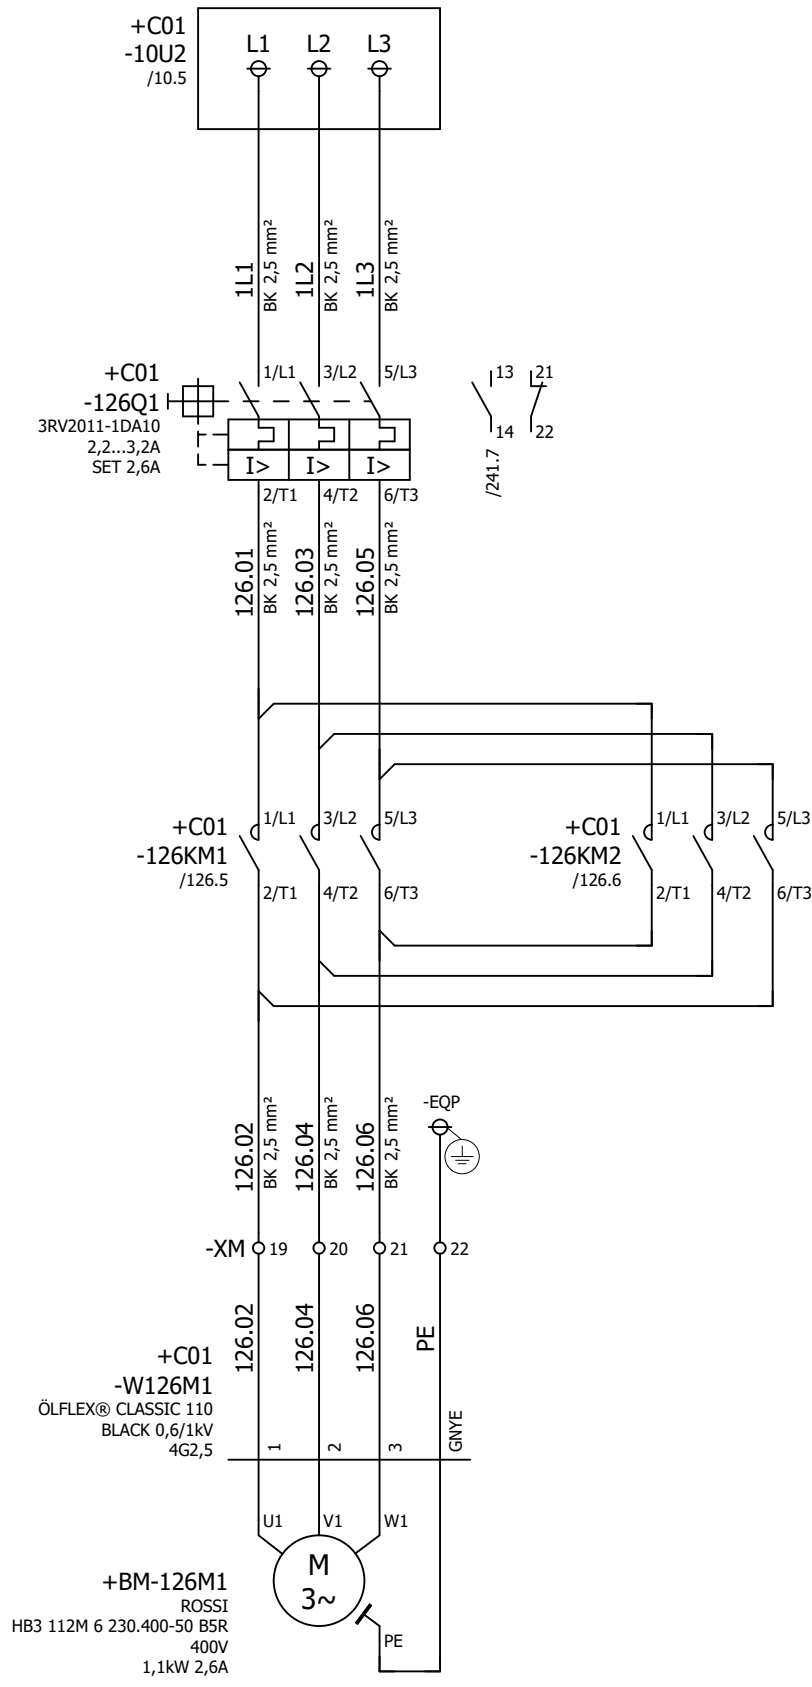 +C01
-10U2
/10.5
L1 L2 L3
1L1
BK 2,5 mm²
1L2
BK 2,5 mm²
1L3
BK 2,5 mm²
+C01
-126Q1
3RV2011-1DA10
2,2...3,2A
SET 2,6A
1/L1 3/L2 5/L3
I> I> I>
2/T1 4/T2 6/T3
13 21
14 22
/241.7
126.01
BK 2,5 mm²
126.03
BK 2,5 mm²
126.05
BK 2,5 mm²
+C01
-126KM1
/126.5
1/L1 3/L2 5/L3
2/T1 4/T2 6/T3
+C01
-126KM2
/126.6
1/L1 3/L2 5/L3
2/T1 4/T2 6/T3
126.02
BK 2,5 mm²
126.04
BK 2,5 mm²
126.06
BK 2,5 mm²
-EQP
-XM 19 20 21 22
126.02
126.04
126.06
PE
+C01
-W126M1
ÖLFLEX® CLASSIC 110
BLACK 0,6/1kV
4G2,5
1
2
3
GNYE
U1 V1 W1
M
3~
PE
+BM-126M1
ROSSI
HB3 112M 6 230.400-50 B5R
400V
1,1kW 2,6A